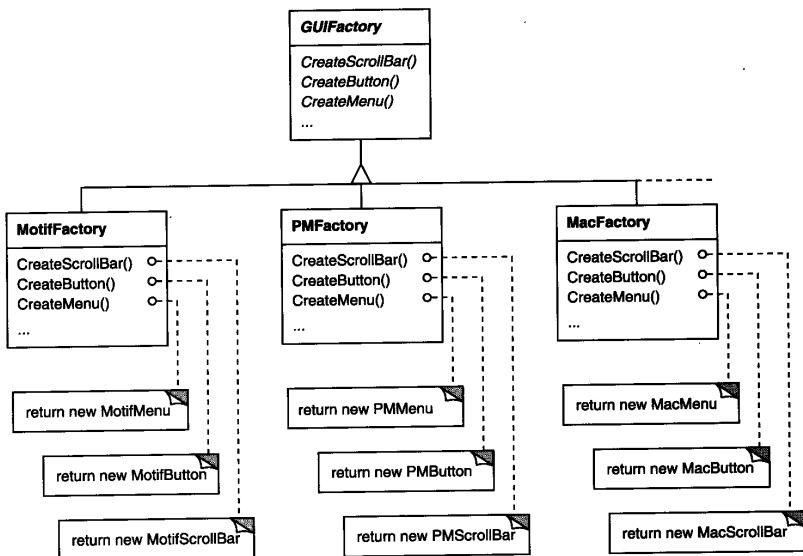 GUIFactory
CreateScrollBar()
CreateButton()
CreateMenu()
...
MotifFactory
CreateScrollBar()
CreateButton()
CreateMenu()
...
PMFactory
CreateScrollBar()
CreateButton()
CreateMenu()
...
MacFactory
CreateScrollBar()
CreateButton()
CreateMenu()
...
return new MotifMenu
return new PMMenu
return new MacMenu
return new MotifButton
return new PMButton
return new MacButton
return new MotifScrollBar
return new PMScrollBar
return new MacScrollBar